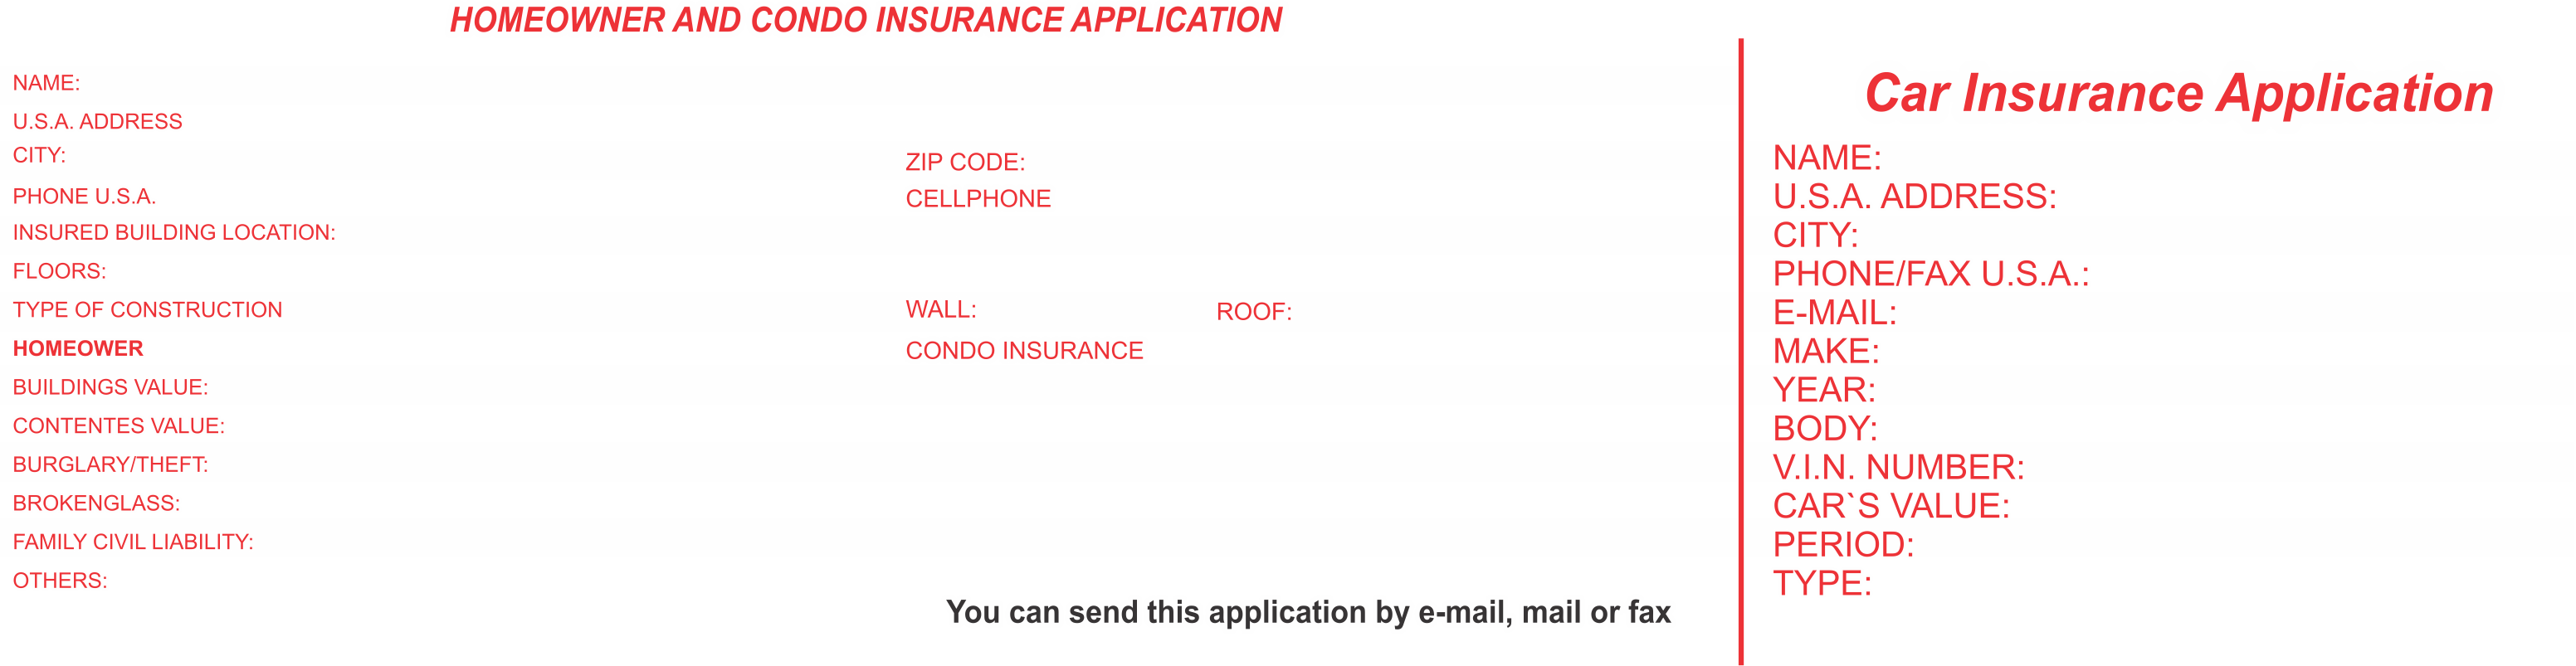 HOMEOWNER AND CONDO INSURANCE APPLICATION
NAME:
U.S.A. ADDRESS
CITY:
ZIP CODE:
PHONE U.S.A.
CELLPHONE
INSURED BUILDING LOCATION:
FLOORS:
TYPE OF CONSTRUCTION
WALL:
ROOF:
HOMEOWER
CONDO INSURANCE
BUILDINGS VALUE:
CONTENTES VALUE:
BURGLARY/THEFT:
BROKENGLASS:
FAMILY CIVIL LIABILITY:
OTHERS:
You can send this application by e-mail, mail or fax
Car Insurance Application
NAME:
U.S.A. ADDRESS:
CITY:
PHONE/FAX U.S.A.:
E-MAIL:
MAKE:
YEAR:
BODY:
V.I.N. NUMBER:
CAR`S VALUE:
PERIOD:
TYPE: